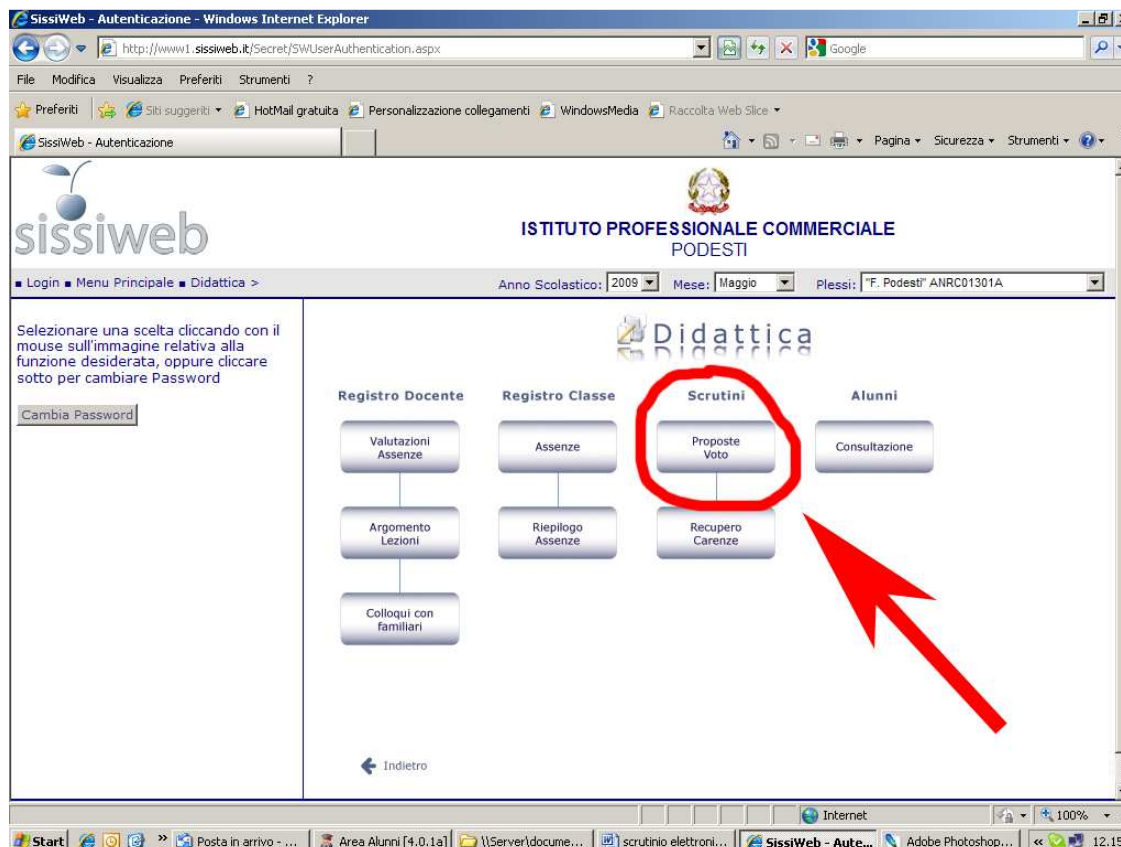 SissiWeb - Autenticazione - Windows Internet Explorer
http://www1.sissiweb.it/Secret/SWUserAuthentication.aspx
Google
File Modifica Visualizza Preferiti Strumenti ?
Preferiti Siti suggeriti HotMail gratuita Personalizzazione collegamenti WindowsMedia Raccolta Web Slice
SissiWeb - Autenticazione
Pagina Sicurezza Strumenti
sissiweb
ISTITUTO PROFESSIONALE COMMERCIALE
PODESTI
Login Menu Principale Didattica >
Anno Scolastico: 2009 Mese: Maggio Plessi: "F. Podesti" ANRC01301A
Selezionare una scelta cliccando con il
mouse sull'immagine relativa alla
funzione desiderata, oppure cliccare
sotto per cambiare Password
Cambia Password
Didattica
Registro Docente Registro Classe Scrutini Alunni
Valutazioni
Assenze
Assenze
Proposte
Voto
Consultazione
Argomento
Lezioni
Riepilogo
Assenze
Recupero
Carenze
Colloqui con
familiari
Indietro
Internet
100%
Start » Posta in arrivo - ... Area Alunni [4.0.1a] \\Server\docume... scrutinio elettroni... SissiWeb - Aute... Adobe Photoshop... « 12.15